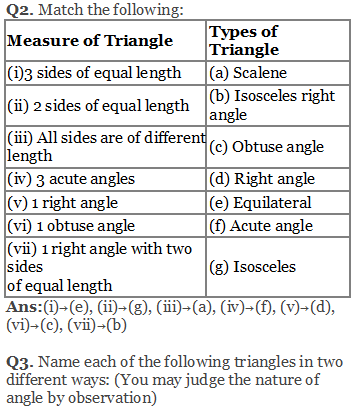 Q2. Match the following:
Measure of Triangle
Types of
Triangle
(i)3 sides of equal length
(a) Scalene
(ii) 2 sides of equal length
(b) Isosceles right
angle
(iii) All sides are of different
length
(c) Obtuse angle
(iv) 3 acute angles
(d) Right angle
(v) 1 right angle
(e) Equilateral
(vi) 1 obtuse angle
(f) Acute angle
(vii) 1 right angle with two
sides
of equal length
(g) Isosceles
Ans:(i)→(e), (ii)→(g), (iii)→(a), (iv)→(f), (v)→(d),
(vi)→(c), (vii)→(b)
Q3. Name each of the following triangles in two
different ways: (You may judge the nature of
angle by observation)